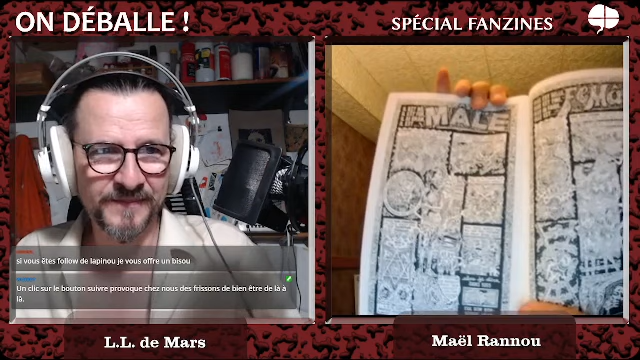 ON DÉBALLE !
SPÉCIAL FANZINES
MALE
si vous êtes follow de lapinou je vous offre un bisou
Un clic sur le bouton suivre provoque chez nous des frissons de bien être de là à
là.
L.L. de Mars
Maël Rannou